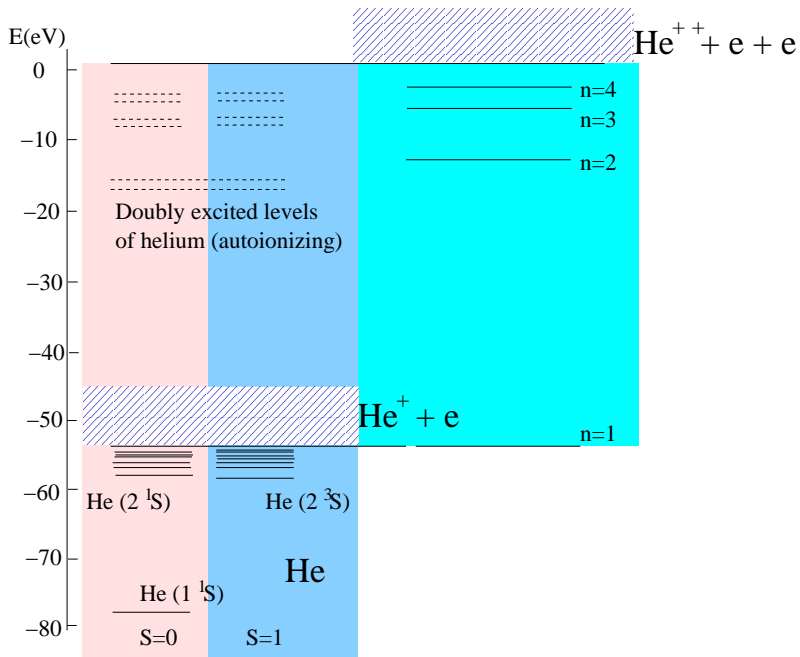 E(eV)
He++ + e + e
0
n=4
n=3
−10
n=2
−20
Doubly excited levels
of helium (autoionizing)
−30
−40
−50
He+ + e
n=1
−60
He (2 ¹S)
He (2 ³S)
−70
He
He (1 ¹S)
−80
S=0
S=1